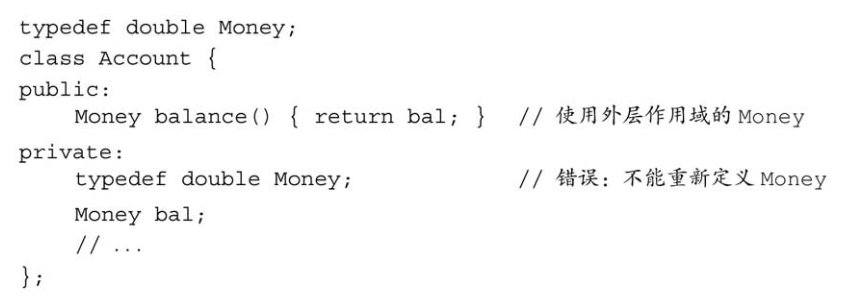 typedef double Money;
class Account {
public:
    Money balance() { return bal; }  // 使用外层作用域的 Money
private:
    typedef double Money;            // 错误：不能重新定义 Money
    Money bal;
    // ...
};